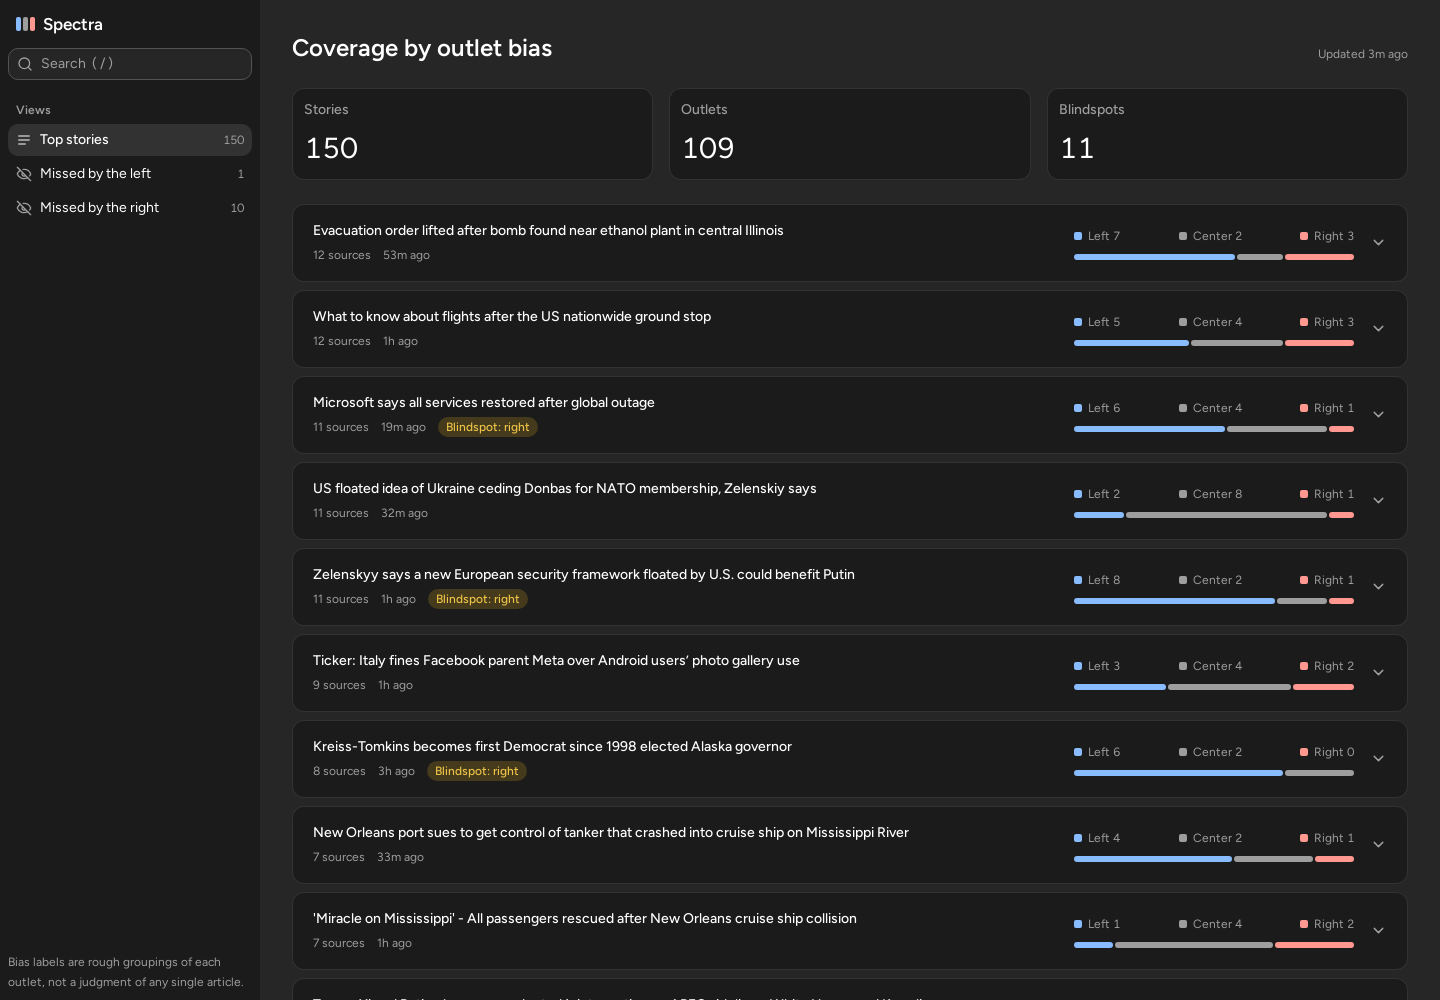 Spectra
Search (/)
Views
Top stories 150
Missed by the left 1
Missed by the right 10
Bias labels are rough groupings of each
outlet, not a judgment of any single article.
Coverage by outlet bias
Updated 3m ago
Stories
150
Outlets
109
Blindspots
11
Evacuation order lifted after bomb found near ethanol plant in central Illinois
12 sources 53m ago
Left 7 Center 2 Right 3
What to know about flights after the US nationwide ground stop
12 sources 1h ago
Left 5 Center 4 Right 3
Microsoft says all services restored after global outage
11 sources 19m ago Blindspot: right
Left 6 Center 4 Right 1
US floated idea of Ukraine ceding Donbas for NATO membership, Zelenskiy says
11 sources 32m ago
Left 2 Center 8 Right 1
Zelenskyy says a new European security framework floated by U.S. could benefit Putin
11 sources 1h ago Blindspot: right
Left 8 Center 2 Right 1
Ticker: Italy fines Facebook parent Meta over Android users’ photo gallery use
9 sources 1h ago
Left 3 Center 4 Right 2
Kreiss-Tomkins becomes first Democrat since 1998 elected Alaska governor
8 sources 3h ago Blindspot: right
Left 6 Center 2 Right 0
New Orleans port sues to get control of tanker that crashed into cruise ship on Mississippi River
7 sources 33m ago
Left 4 Center 2 Right 1
'Miracle on Mississippi' - All passengers rescued after New Orleans cruise ship collision
7 sources 1h ago
Left 1 Center 4 Right 2